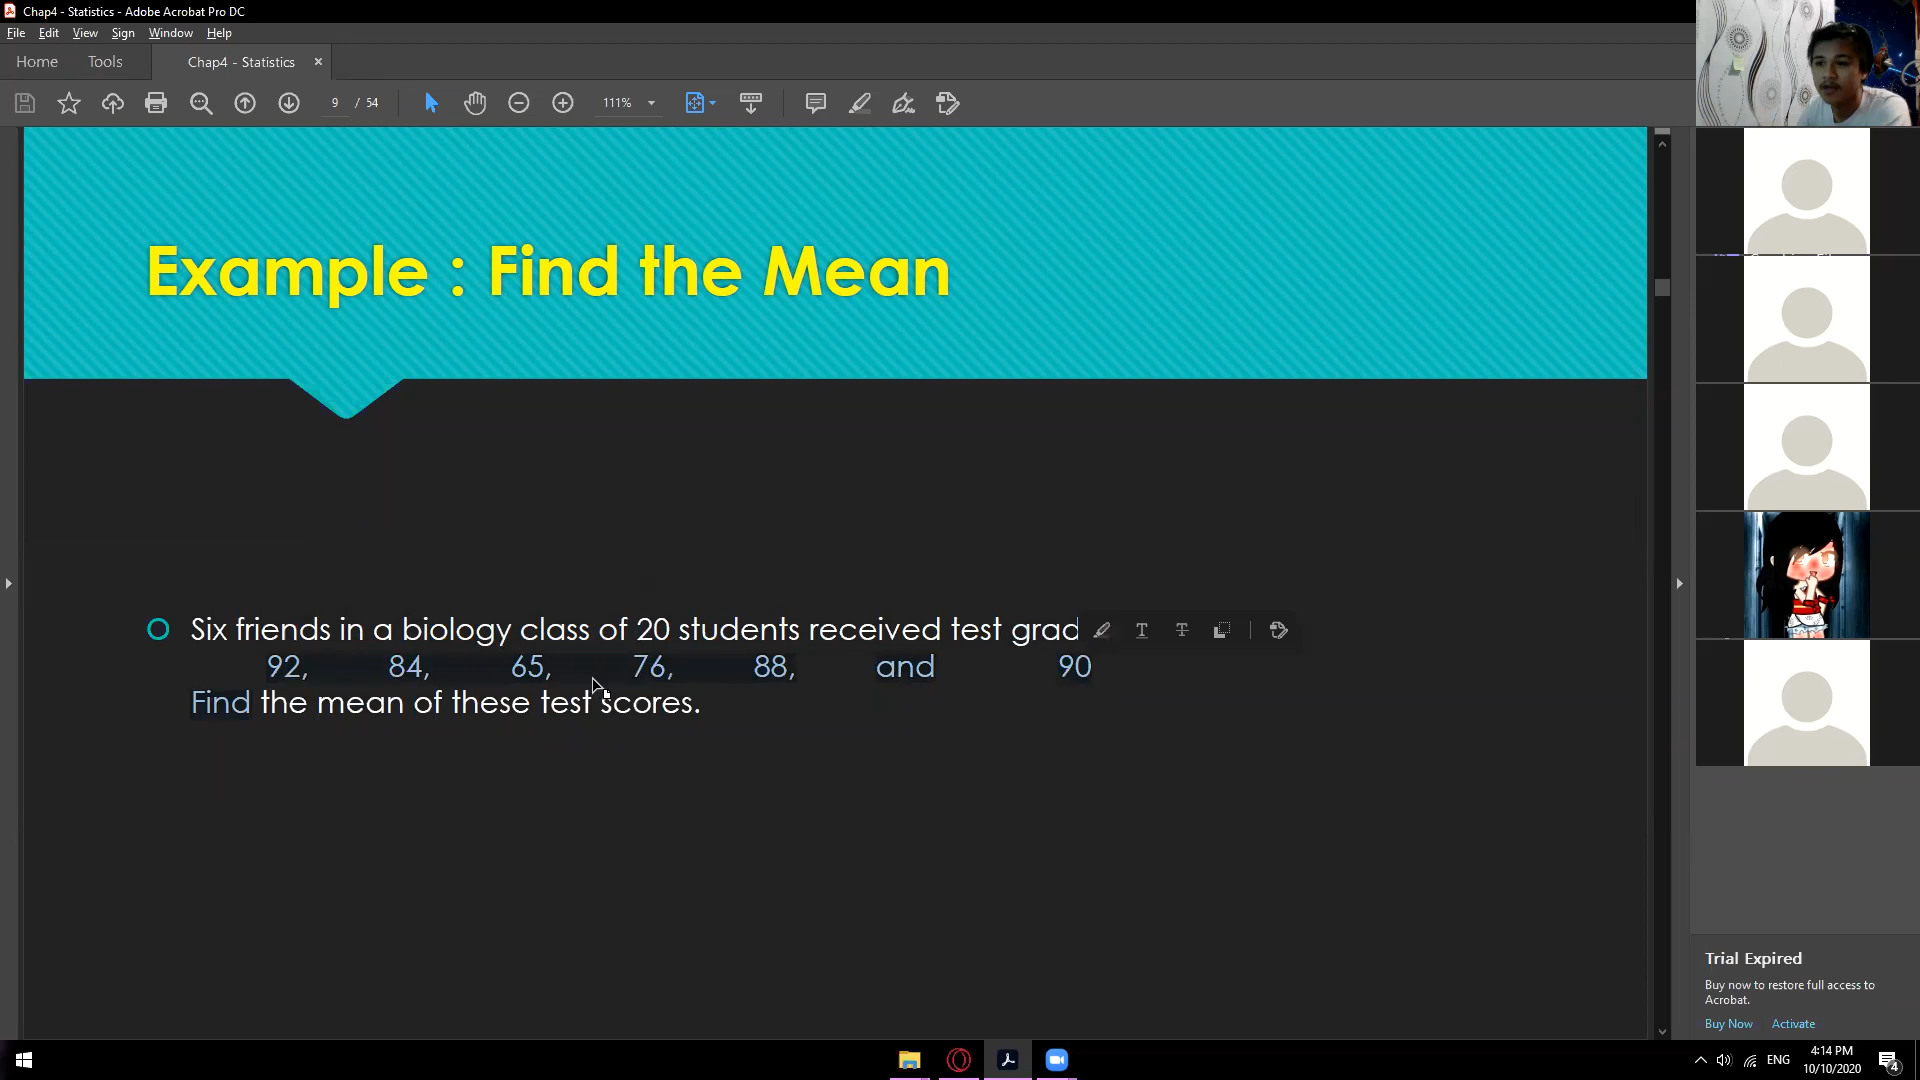 Chap4 - Statistics - Adobe Acrobat Pro DC
File Edit View Sign Window Help
Home Tools Chap4 - Statistics ×
9 / 54 111%
Example : Find the Mean
Six friends in a biology class of 20 students received test grad
92, 84, 65, 76, 88, and 90
Find the mean of these test scores.
Trial Expired
Buy now to restore full access to
Acrobat.
Buy Now Activate
ENG
4:14 PM
10/10/2020
4